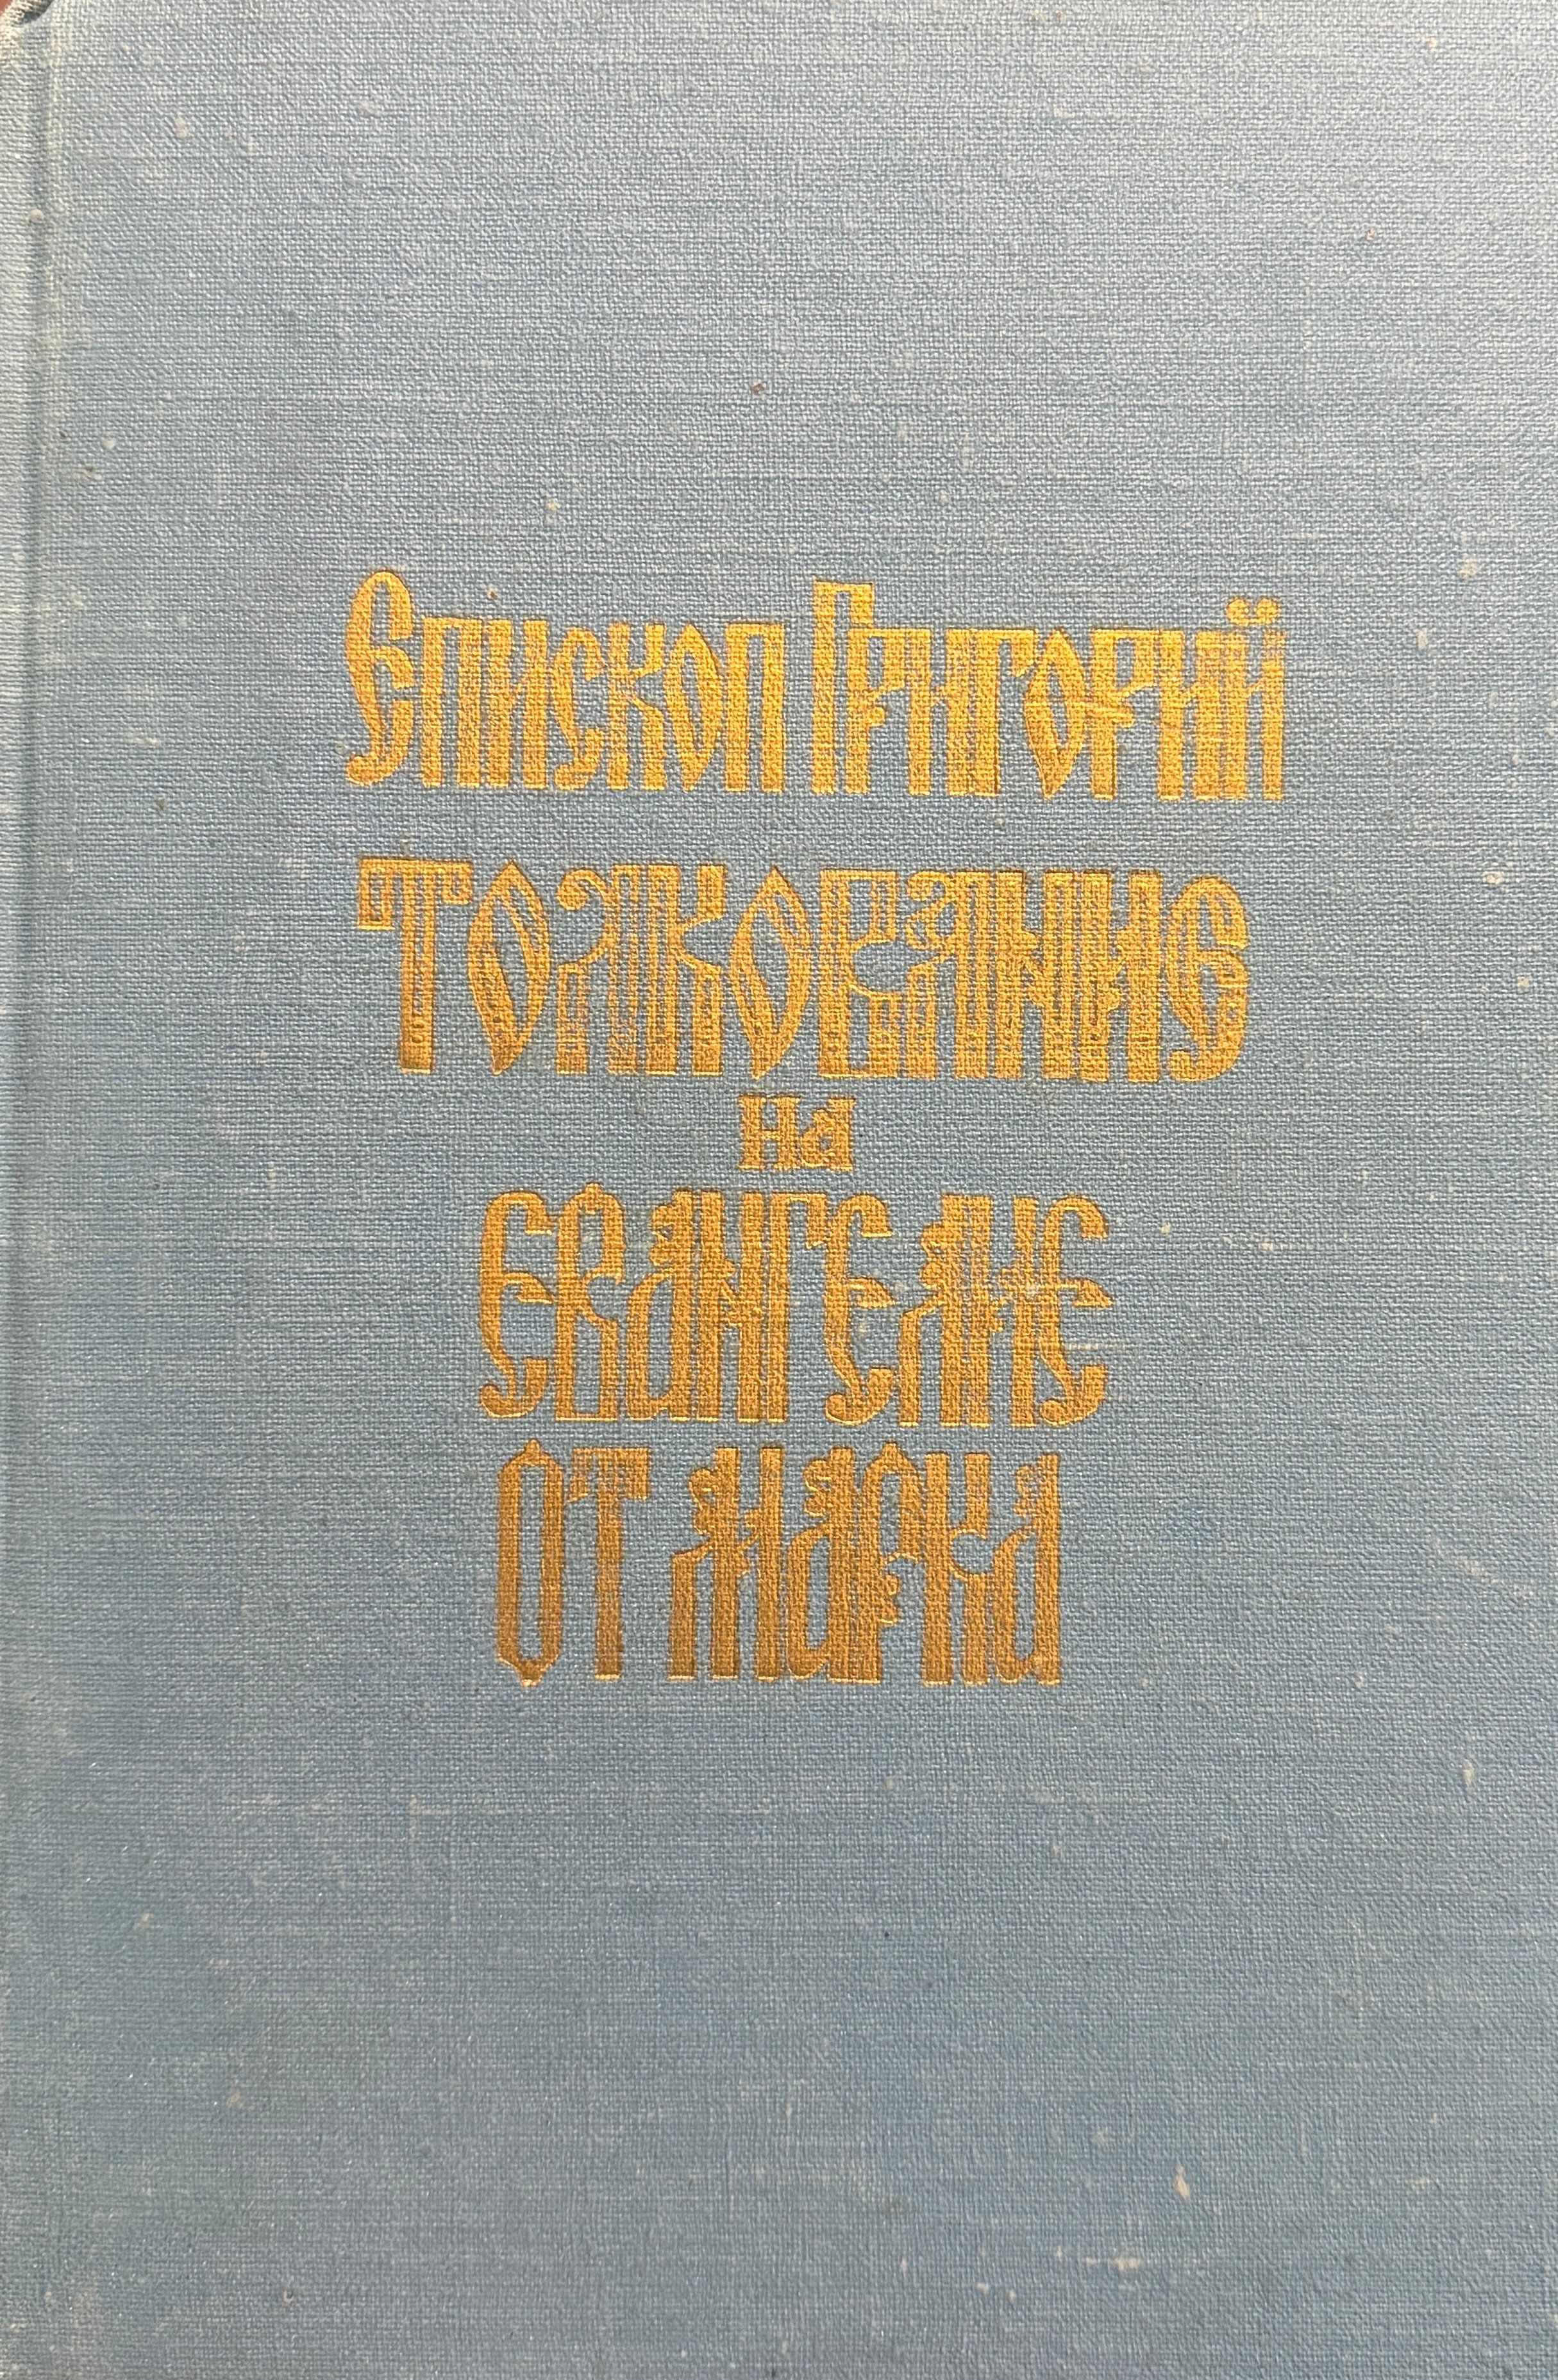 Епископ Григорий
Толкование
на
Евангелие
от Марка